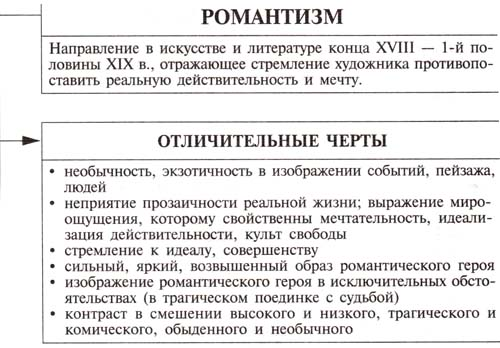 РОМАНТИЗМ
Направление в искусстве и литературе конца XVIII — 1-й по-
ловины XIX в., отражающее стремление художника противопо-
ставить реальную действительность и мечту.
ОТЛИЧИТЕЛЬНЫЕ ЧЕРТЫ
• необычность, экзотичность в изображении событий, пейзажа,
людей
• неприятие прозаичности реальной жизни; выражение миро-
ощущения, которому свойственны мечтательность, идеали-
зация действительности, культ свободы
• стремление к идеалу, совершенству
• сильный, яркий, возвышенный образ романтического героя
• изображение романтического героя в исключительных обсто-
ятельствах (в трагическом поединке с судьбой)
• контраст в смешении высокого и низкого, трагического и
комического, обыденного и необычного